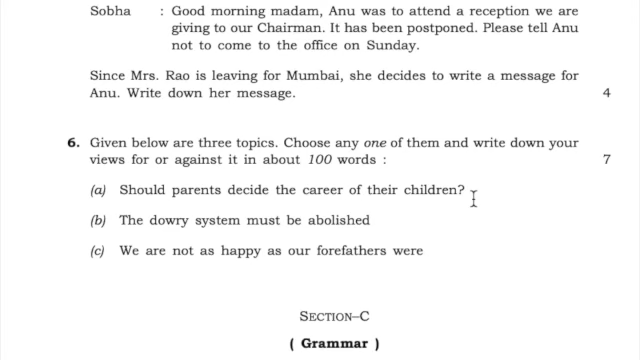 Sobha : Good morning madam, Anu was to attend a reception we are
giving to our Chairman. It has been postponed. Please tell Anu
not to come to the office on Sunday.
Since Mrs. Rao is leaving for Mumbai, she decides to write a message for
Anu. Write down her message. 4
6. Given below are three topics. Choose any one of them and write down your
views for or against it in about 100 words : 7
(a) Should parents decide the career of their children?
(b) The dowry system must be abolished
(c) We are not as happy as our forefathers were
SECTION–C
( Grammar )